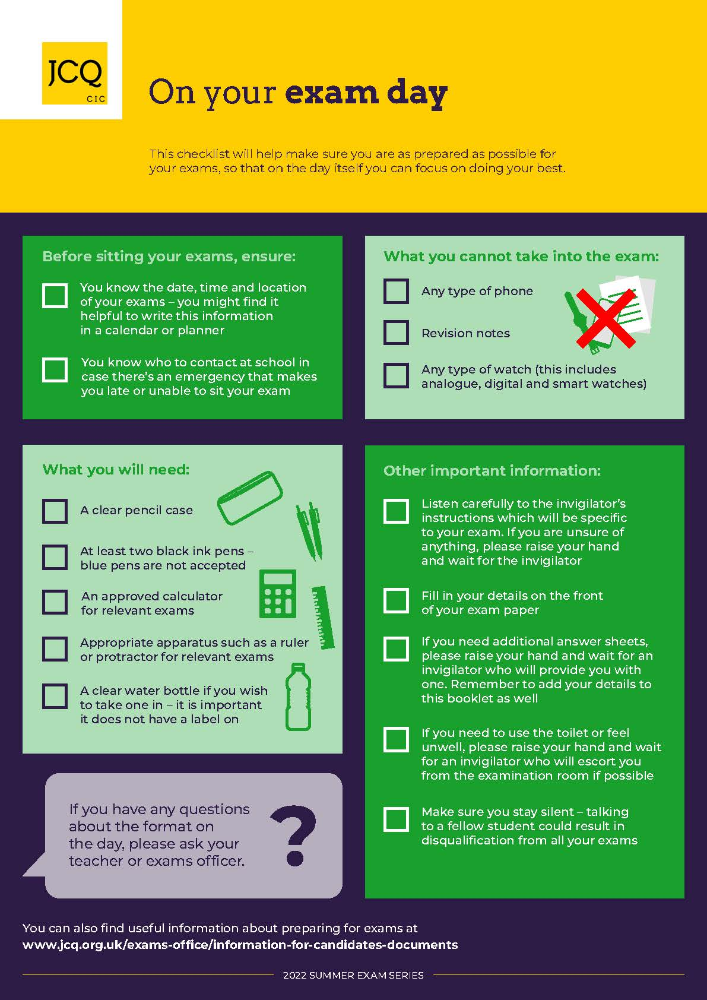 JCQ
CIC
On your exam day
This checklist will help make sure you are as prepared as possible for
your exams, so that on the day itself you can focus on doing your best.
Before sitting your exams, ensure:
You know the date, time and location
of your exams – you might find it
helpful to write this information
in a calendar or planner
You know who to contact at school in
case there's an emergency that makes
you late or unable to sit your exam
What you cannot take into the exam:
Any type of phone
Revision notes
Any type of watch (this includes
analogue, digital and smart watches)
What you will need:
A clear pencil case
At least two black ink pens –
blue pens are not accepted
An approved calculator
for relevant exams
Appropriate apparatus such as a ruler
or protractor for relevant exams
A clear water bottle if you wish
to take one in – it is important
it does not have a label on
Other important information:
Listen carefully to the invigilator's
instructions which will be specific
to your exam. If you are unsure of
anything, please raise your hand
and wait for the invigilator
Fill in your details on the front
of your exam paper
If you need additional answer sheets,
please raise your hand and wait for an
invigilator who will provide you with
one. Remember to add your details to
this booklet as well
If you need to use the toilet or feel
unwell, please raise your hand and wait
for an invigilator who will escort you
from the examination room if possible
Make sure you stay silent – talking
to a fellow student could result in
disqualification from all your exams
If you have any questions
about the format on
the day, please ask your
teacher or exams officer.
?
You can also find useful information about preparing for exams at
www.jcq.org.uk/exams-office/information-for-candidates-documents
2022 SUMMER EXAM SERIES